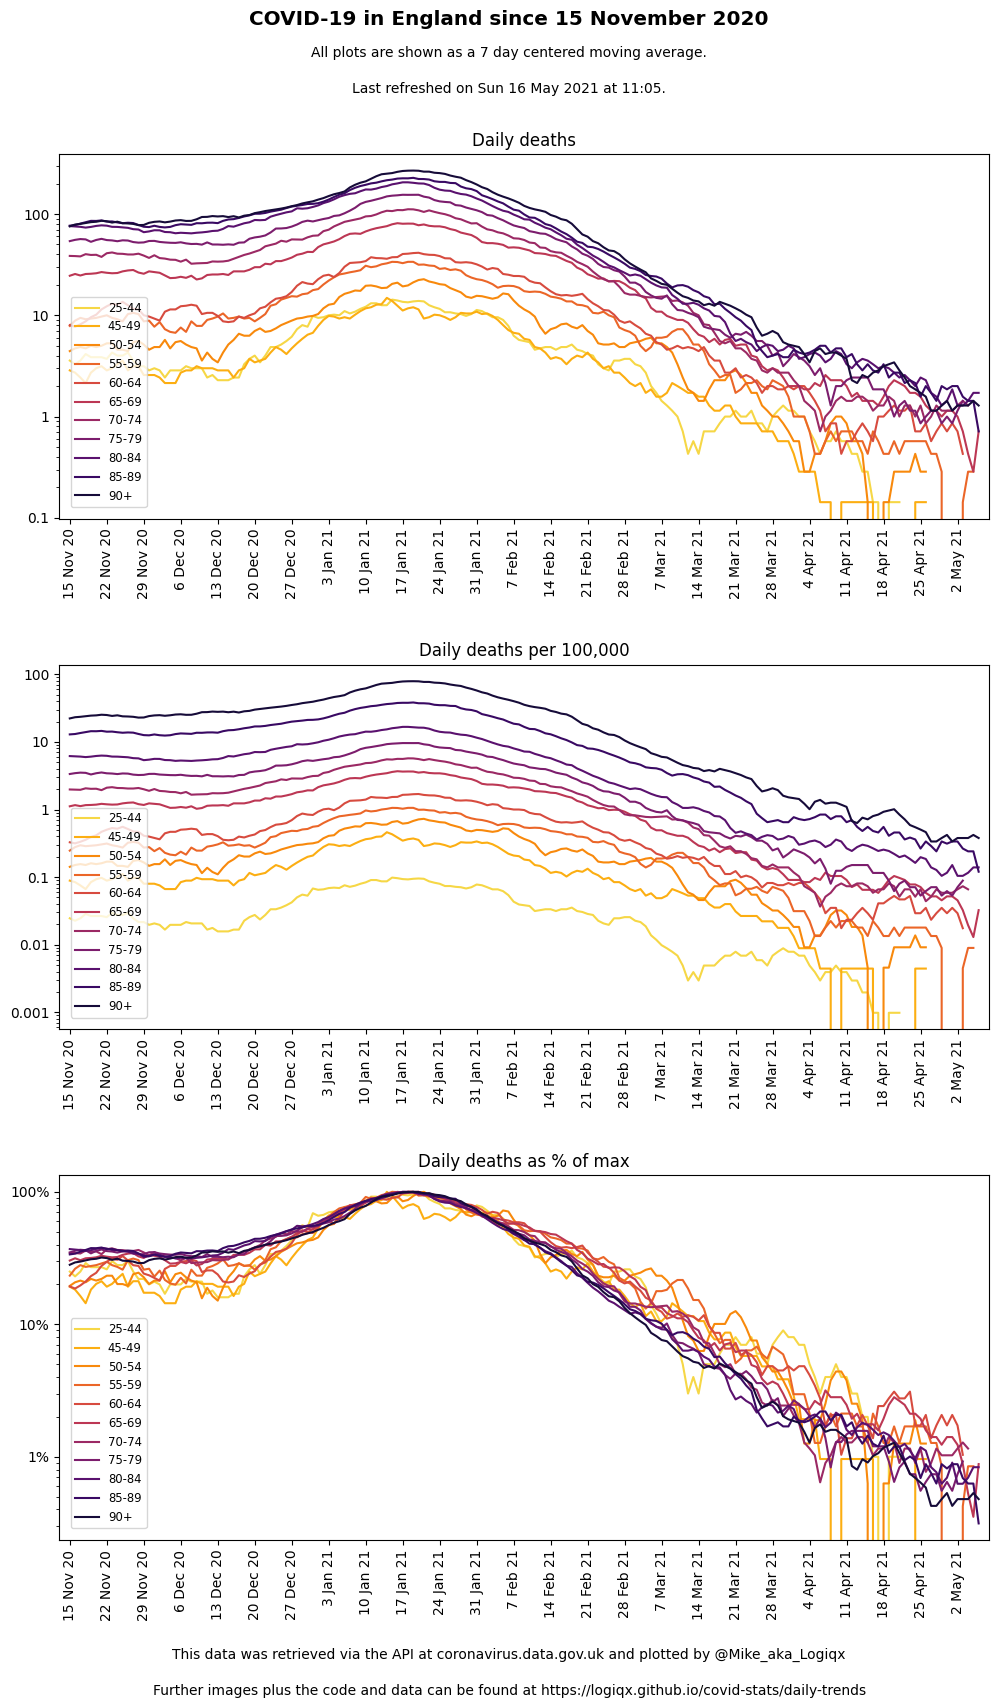 COVID-19 in England since 15 November 2020
All plots are shown as a 7 day centered moving average.
Last refreshed on Sun 16 May 2021 at 11:05.
Daily deaths
100
10
1
0.1
25-44
45-49
50-54
55-59
60-64
65-69
70-74
75-79
80-84
85-89
90+
15 Nov 20
22 Nov 20
29 Nov 20
6 Dec 20
13 Dec 20
20 Dec 20
27 Dec 20
3 Jan 21
10 Jan 21
17 Jan 21
24 Jan 21
31 Jan 21
7 Feb 21
14 Feb 21
21 Feb 21
28 Feb 21
7 Mar 21
14 Mar 21
21 Mar 21
28 Mar 21
4 Apr 21
11 Apr 21
18 Apr 21
25 Apr 21
2 May 21
Daily deaths per 100,000
100
10
1
0.1
0.01
0.001
25-44
45-49
50-54
55-59
60-64
65-69
70-74
75-79
80-84
85-89
90+
15 Nov 20
22 Nov 20
29 Nov 20
6 Dec 20
13 Dec 20
20 Dec 20
27 Dec 20
3 Jan 21
10 Jan 21
17 Jan 21
24 Jan 21
31 Jan 21
7 Feb 21
14 Feb 21
21 Feb 21
28 Feb 21
7 Mar 21
14 Mar 21
21 Mar 21
28 Mar 21
4 Apr 21
11 Apr 21
18 Apr 21
25 Apr 21
2 May 21
Daily deaths as % of max
100%
10%
1%
25-44
45-49
50-54
55-59
60-64
65-69
70-74
75-79
80-84
85-89
90+
15 Nov 20
22 Nov 20
29 Nov 20
6 Dec 20
13 Dec 20
20 Dec 20
27 Dec 20
3 Jan 21
10 Jan 21
17 Jan 21
24 Jan 21
31 Jan 21
7 Feb 21
14 Feb 21
21 Feb 21
28 Feb 21
7 Mar 21
14 Mar 21
21 Mar 21
28 Mar 21
4 Apr 21
11 Apr 21
18 Apr 21
25 Apr 21
2 May 21
This data was retrieved via the API at coronavirus.data.gov.uk and plotted by @Mike_aka_Logiqx
Further images plus the code and data can be found at https://logiqx.github.io/covid-stats/daily-trends